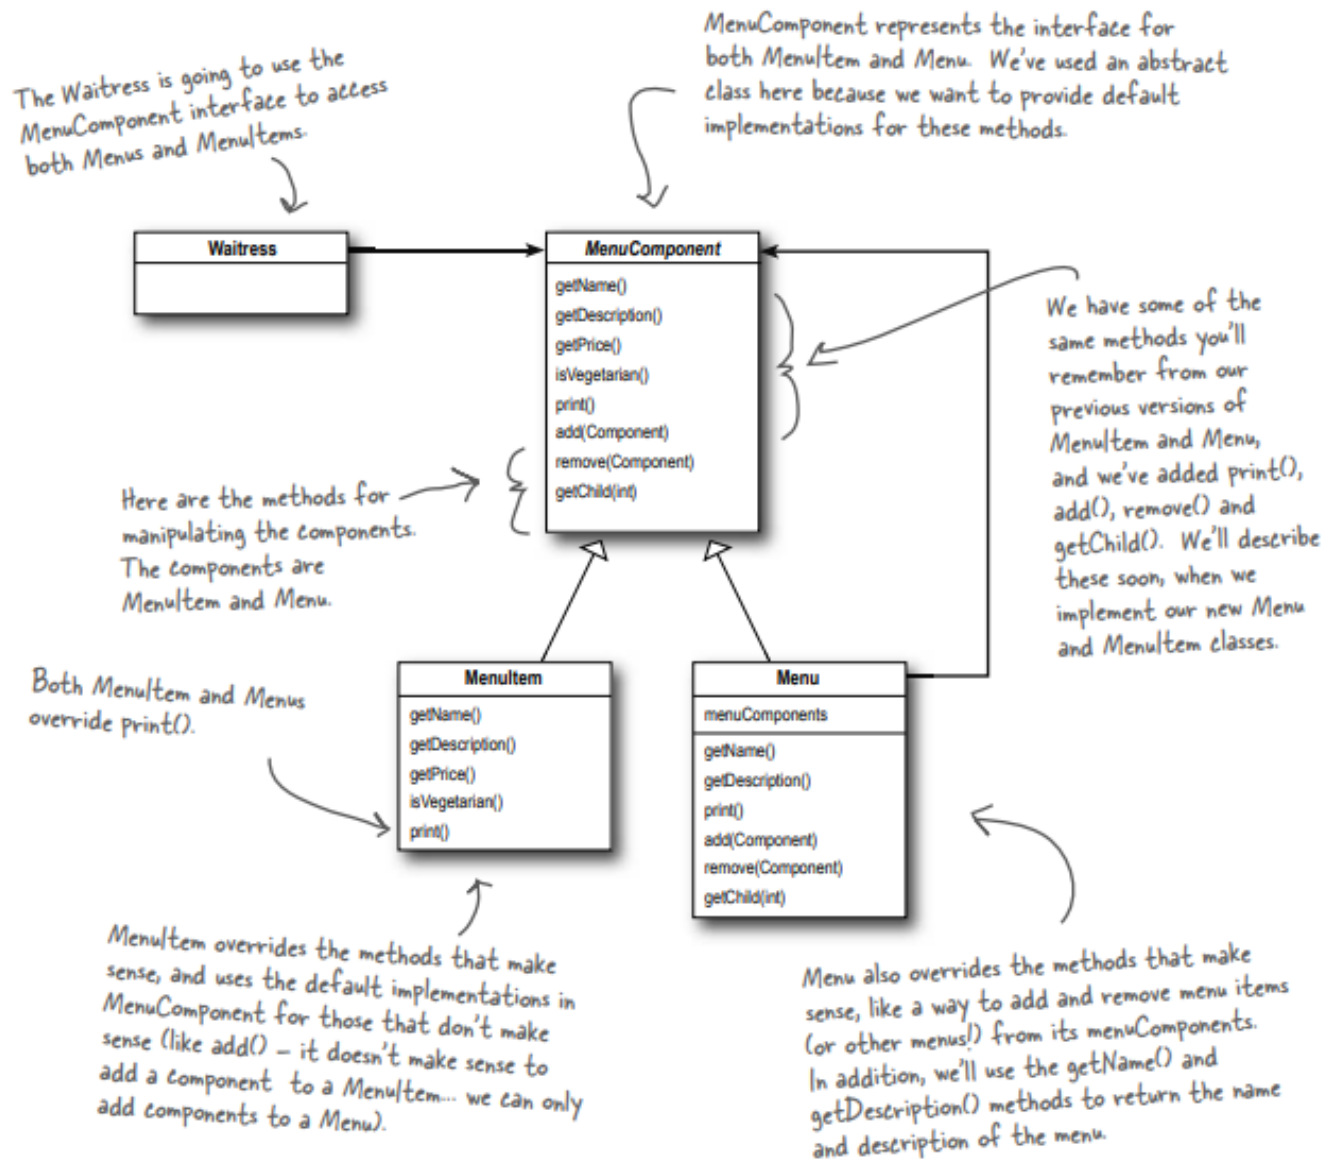 MenuComponent represents the interface for
both MenuItem and Menu. We've used an abstract
class here because we want to provide default
implementations for these methods.
The Waitress is going to use the
MenuComponent interface to access
both Menus and MenuItems.
Waitress
MenuComponent
getName()
getDescription()
getPrice()
isVegetarian()
print()
add(Component)
remove(Component)
getChild(int)
We have some of the
same methods you'll
remember from our
previous versions of
MenuItem and Menu,
and we've added print(),
add(), remove() and
getChild(). We'll describe
these soon, when we
implement our new Menu
and MenuItem classes.
Here are the methods for
manipulating the components.
The components are
MenuItem and Menu.
Both MenuItem and Menus
override print().
MenuItem
getName()
getDescription()
getPrice()
isVegetarian()
print()
Menu
menuComponents
getName()
getDescription()
print()
add(Component)
remove(Component)
getChild(int)
MenuItem overrides the methods that make
sense, and uses the default implementations in
MenuComponent for those that don't make
sense (like add() – it doesn't make sense to
add a component to a MenuItem... we can only
add components to a Menu).
Menu also overrides the methods that make
sense, like a way to add and remove menu items
(or other menus!) from its menuComponents.
In addition, we'll use the getName() and
getDescription() methods to return the name
and description of the menu.